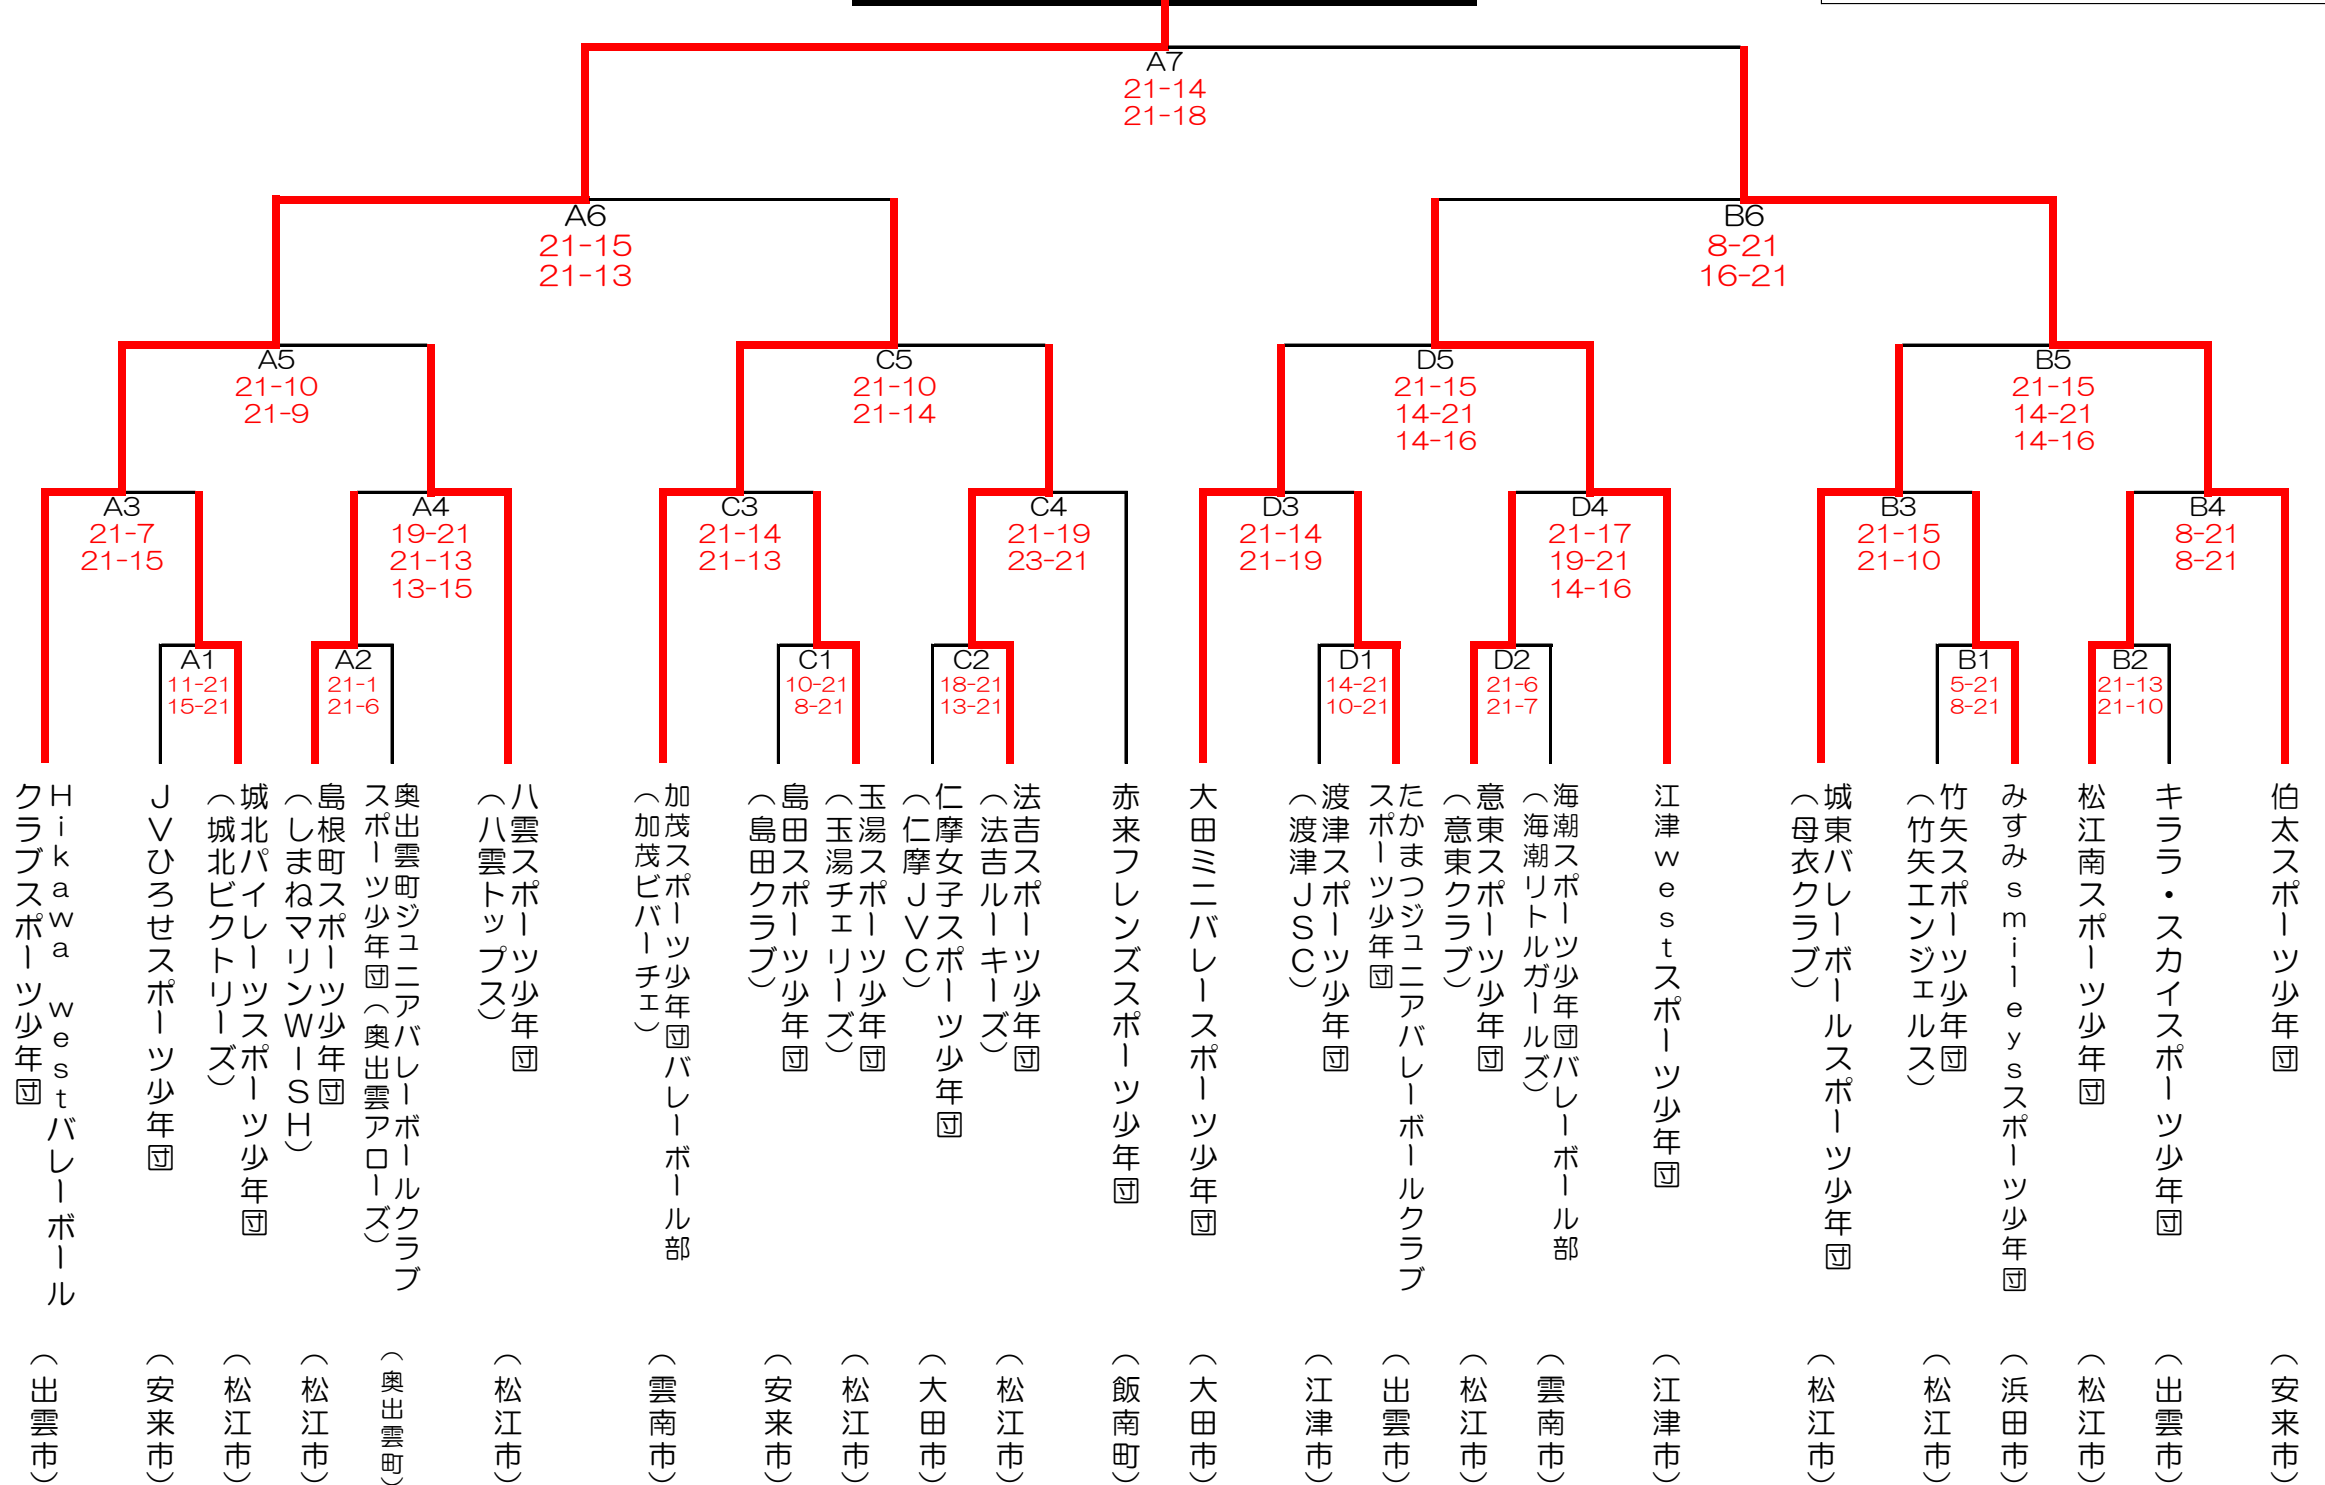 A7
21-14
21-18
A6
21-15
21-13
B6
8-21
16-21
A5
21-10
21-9
C5
21-10
21-14
D5
21-15
14-21
14-16
B5
21-15
14-21
14-16
A3
21-7
21-15
A4
19-21
21-13
13-15
C3
21-14
21-13
C4
21-19
23-21
D3
21-14
21-19
D4
21-17
19-21
14-16
B3
21-15
21-10
B4
8-21
8-21
A1
11-21
15-21
A2
21-1
21-6
C1
10-21
8-21
C2
18-21
13-21
D1
14-21
10-21
D2
21-6
21-7
B1
5-21
8-21
B2
21-13
21-10
Hikawa westバレーボール
クラブスポーツ少年団
(出雲市)
JVひろせスポーツ少年団
(安来市)
城北パイレーツスポーツ少年団
(城北ビクトリーズ)
(松江市)
島根町スポーツ少年団
(しまねマリンWISH)
(松江市)
奥出雲町ジュニアバレーボールクラブ
スポーツ少年団(奥出雲アローズ)
(奥出雲町)
八雲スポーツ少年団
(八雲トップス)
(松江市)
加茂スポーツ少年団バレーボール部
(加茂ビバーチェ)
(雲南市)
島田スポーツ少年団
(島田クラブ)
(安来市)
玉湯スポーツ少年団
(玉湯チェリーズ)
(松江市)
仁摩女子スポーツ少年団
(仁摩JVC)
(大田市)
法吉スポーツ少年団
(法吉ルーキーズ)
(松江市)
赤来フレンズスポーツ少年団
(飯南町)
大田ミニバレースポーツ少年団
(大田市)
渡津スポーツ少年団
(渡津JSC)
(江津市)
たかまつジュニアバレーボールクラブ
スポーツ少年団
(出雲市)
意東スポーツ少年団
(意東クラブ)
(松江市)
海潮スポーツ少年団バレーボール部
(海潮リトルガールズ)
(雲南市)
江津westスポーツ少年団
(江津市)
城東バレーボールスポーツ少年団
(母衣クラブ)
(松江市)
竹矢スポーツ少年団
(竹矢エンジェルス)
(松江市)
みすみsmileysスポーツ少年団
(浜田市)
松江南スポーツ少年団
(松江市)
キララ・スカイスポーツ少年団
(出雲市)
伯太スポーツ少年団
(安来市)